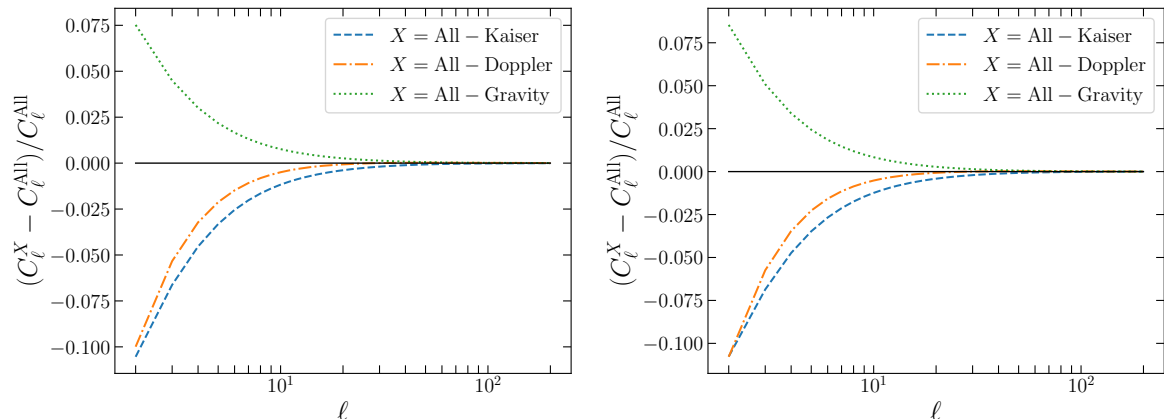 0.075
0.050
0.025
0.000
−0.025
−0.050
−0.075
−0.100
(C_ℓ^X − C_ℓ^All)/C_ℓ^All
X = All − Kaiser
X = All − Doppler
X = All − Gravity
10^1
10^2
ℓ
0.075
0.050
0.025
0.000
−0.025
−0.050
−0.075
−0.100
(C_ℓ^X − C_ℓ^All)/C_ℓ^All
X = All − Kaiser
X = All − Doppler
X = All − Gravity
10^1
10^2
ℓ